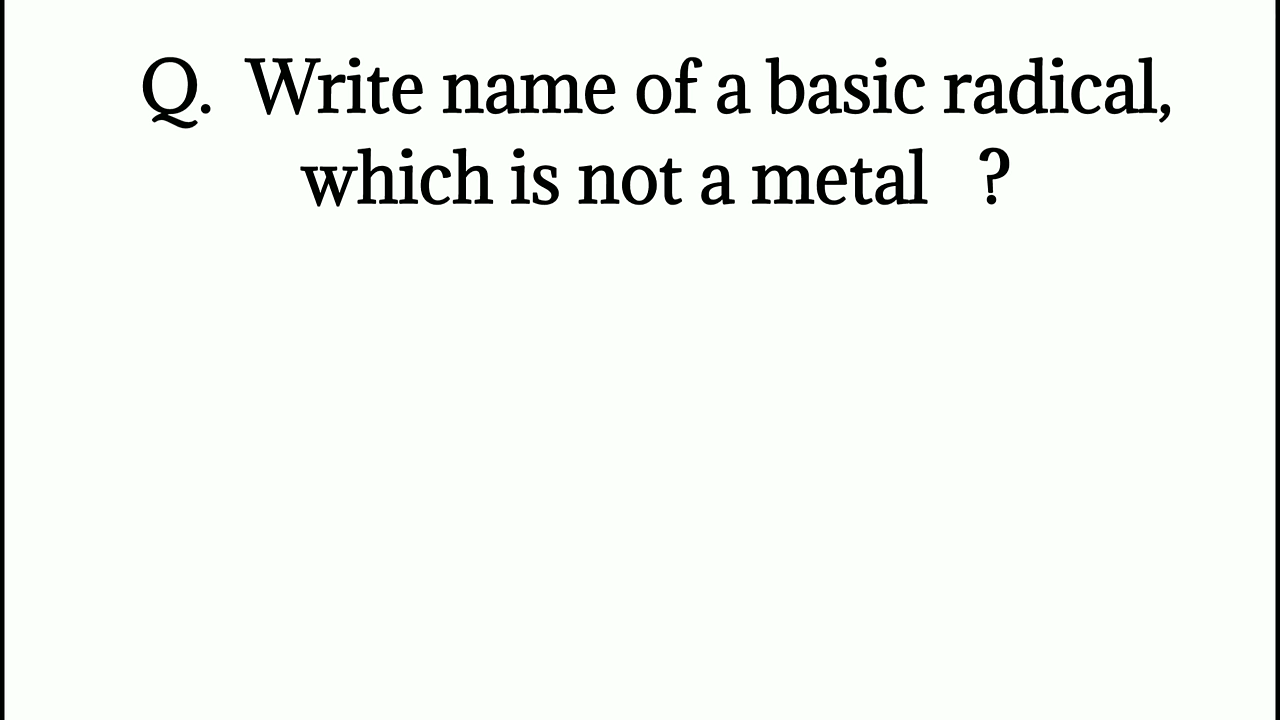 Q. Write name of a basic radical,
which is not a metal ?